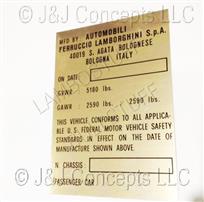 © J&J Concepts LLC
MFD BY AUTOMOBILI
FERRUCCIO LAMBORGHINI S.p.A.
40019 S. AGATA BOLOGNESE
BOLOGNA ITALY
ON DATE
GVWR 5180 lbs.
GAWR 2590 lbs. 2590 lbs.
THIS VEHICLE CONFORMS TO ALL APPLICA
BLE U.S. FEDERAL MOTOR VEHICLE SAFETY
STANDARD IN EFFECT ON THE DATE OF
MANUFACTURE SHOWN ABOVE.
N CHASSIS
PASSENGER CAR
© J&J Concepts LLC